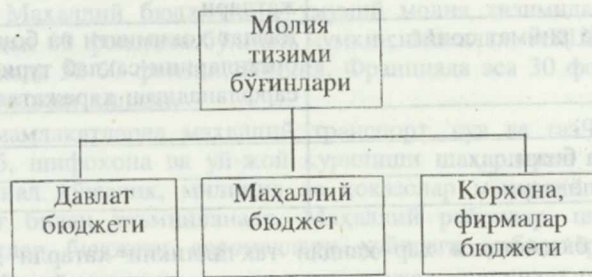 Молия
тизими
бўғинлари
Давлат
бюджети
Маҳаллий
бюджет
Корхона,
фирмалар
бюджети